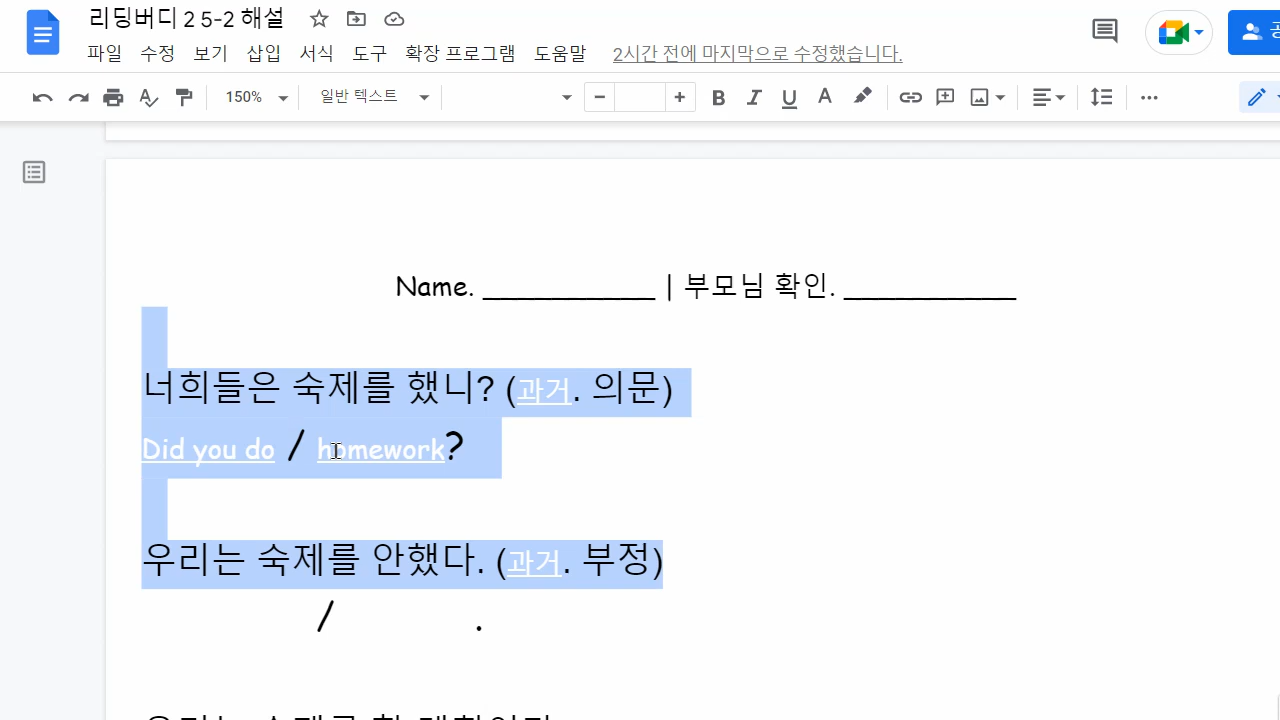 리딩버디 2 5-2 해설
파일 수정 보기 삽입 서식 도구 확장 프로그램 도움말 2시간 전에 마지막으로 수정했습니다.
150% 일반 텍스트 B I U A
Name. ___________ | 부모님 확인. ___________
너희들은 숙제를 했니? (과거. 의문)
Did you do / homework?
우리는 숙제를 안했다. (과거. 부정)
/ .